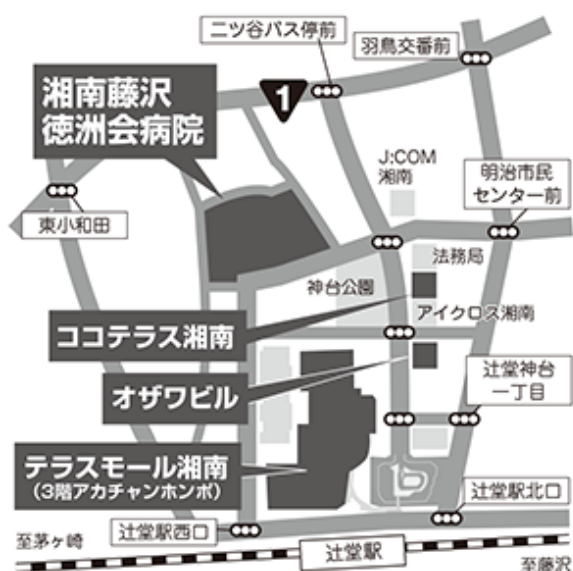 二ツ谷バス停前
羽鳥交番前
1
湘南藤沢
徳洲会病院
J:COM
湘南
明治市民
センター前
東小和田
法務局
神台公園
アイクロス湘南
ココテラス湘南
オザワビル
辻堂神台
一丁目
テラスモール湘南
(3階アカチャンホンポ)
辻堂駅北口
辻堂駅西口
至茅ヶ崎
辻堂駅
至藤沢